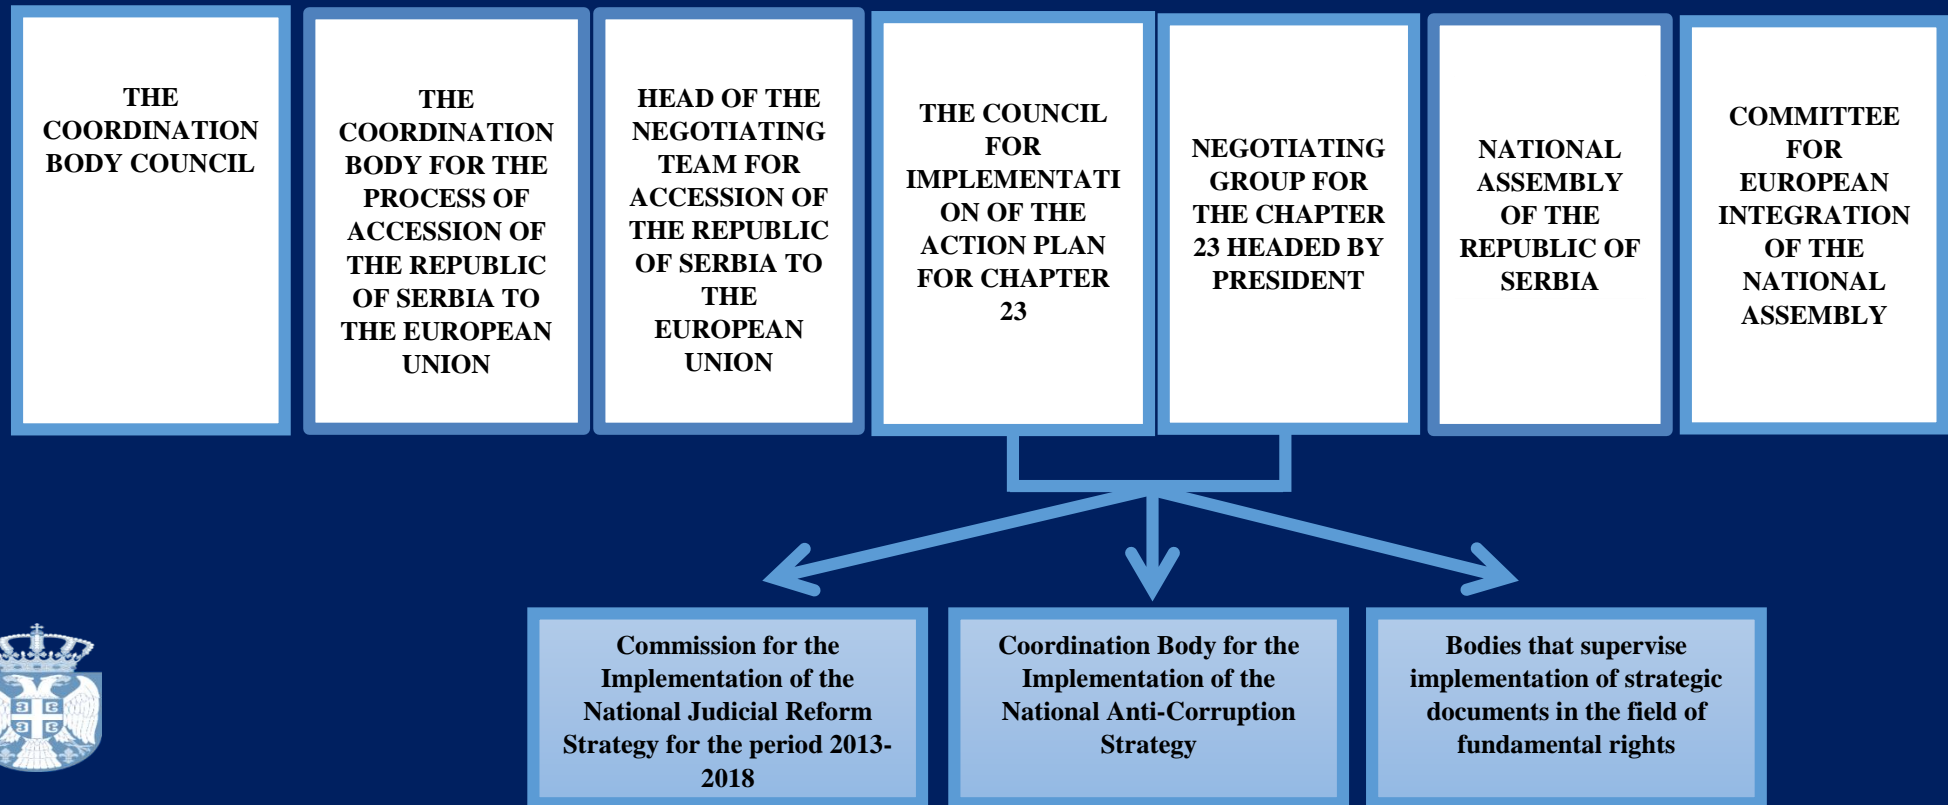 THE
COORDINATION
BODY COUNCIL
THE
COORDINATION
BODY FOR THE
PROCESS OF
ACCESSION OF
THE REPUBLIC
OF SERBIA TO
THE EUROPEAN
UNION
HEAD OF THE
NEGOTIATING
TEAM FOR
ACCESSION OF
THE REPUBLIC
OF SERBIA TO
THE
EUROPEAN
UNION
THE COUNCIL
FOR
IMPLEMENTATI
ON OF THE
ACTION PLAN
FOR CHAPTER
23
NEGOTIATING
GROUP FOR
THE CHAPTER
23 HEADED BY
PRESIDENT
NATIONAL
ASSEMBLY
OF THE
REPUBLIC OF
SERBIA
COMMITTEE
FOR
EUROPEAN
INTEGRATION
OF THE
NATIONAL
ASSEMBLY
Commission for the
Implementation of the
National Judicial Reform
Strategy for the period 2013-
2018
Coordination Body for the
Implementation of the
National Anti-Corruption
Strategy
Bodies that supervise
implementation of strategic
documents in the field of
fundamental rights